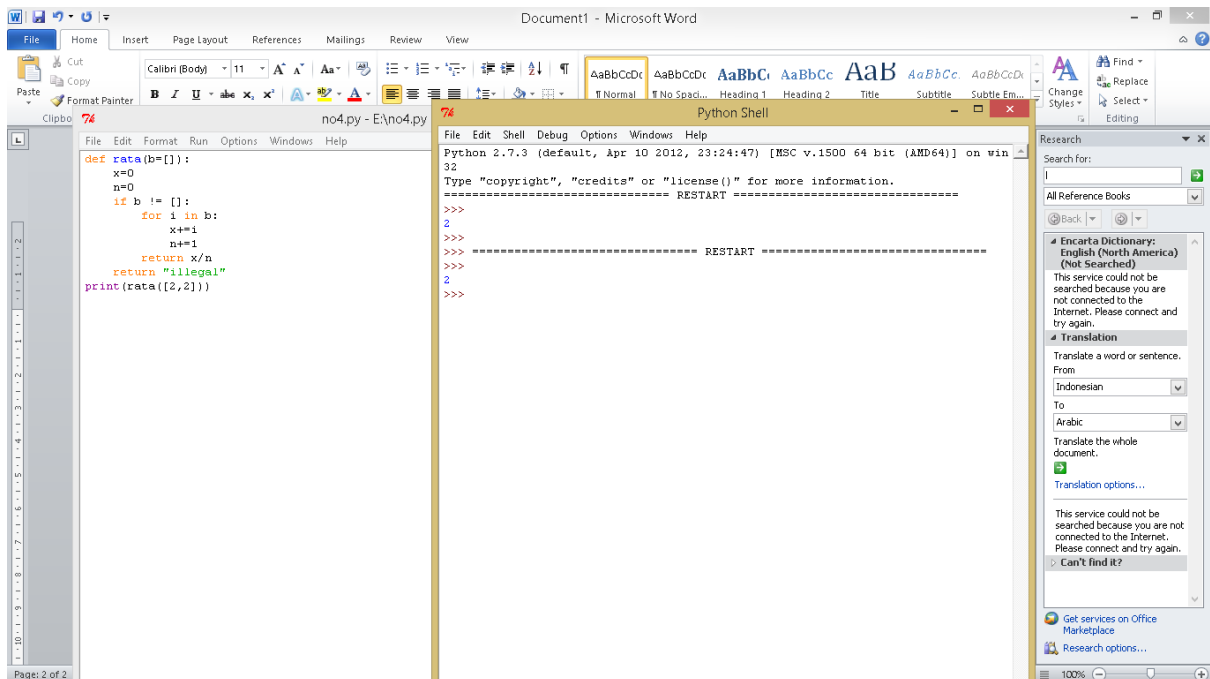 Document1 - Microsoft Word
File Home Insert Page Layout References Mailings Review View
Cut
Copy
Format Painter
Paste
Calibri (Body) 11
AaBbCcDc AaBbCcDc AaBbCc AaBbCc AaB AaBbCc. AaBbCcDc
¶ Normal ¶ No Spaci... Heading 1 Heading 2 Title Subtitle Subtle Em...
Change Styles
Find
Replace
Select
Clipbo
Editing
no4.py - E:\no4.py
File Edit Format Run Options Windows Help
def rata(b=[]):
    x=0
    n=0
    if b != []:
        for i in b:
            x+=i
            n+=1
        return x/n
    return "illegal"
print(rata([2,2]))
Python Shell
File Edit Shell Debug Options Windows Help
Python 2.7.3 (default, Apr 10 2012, 23:24:47) [MSC v.1500 64 bit (AMD64)] on win
32
Type "copyright", "credits" or "license()" for more information.
================================ RESTART ================================
>>>
2
>>>
>>> ================================ RESTART ================================
>>>
2
>>>
Research
Search for:
All Reference Books
Back
Encarta Dictionary:
English (North America)
(Not Searched)
This service could not be
searched because you are
not connected to the
Internet. Please connect and
try again.
Translation
Translate a word or sentence.
From
Indonesian
To
Arabic
Translate the whole
document.
Translation options...
This service could not be
searched because you are not
connected to the Internet.
Please connect and try again.
Can't find it?
Get services on Office
Marketplace
Research options...
Page: 2 of 2
100%